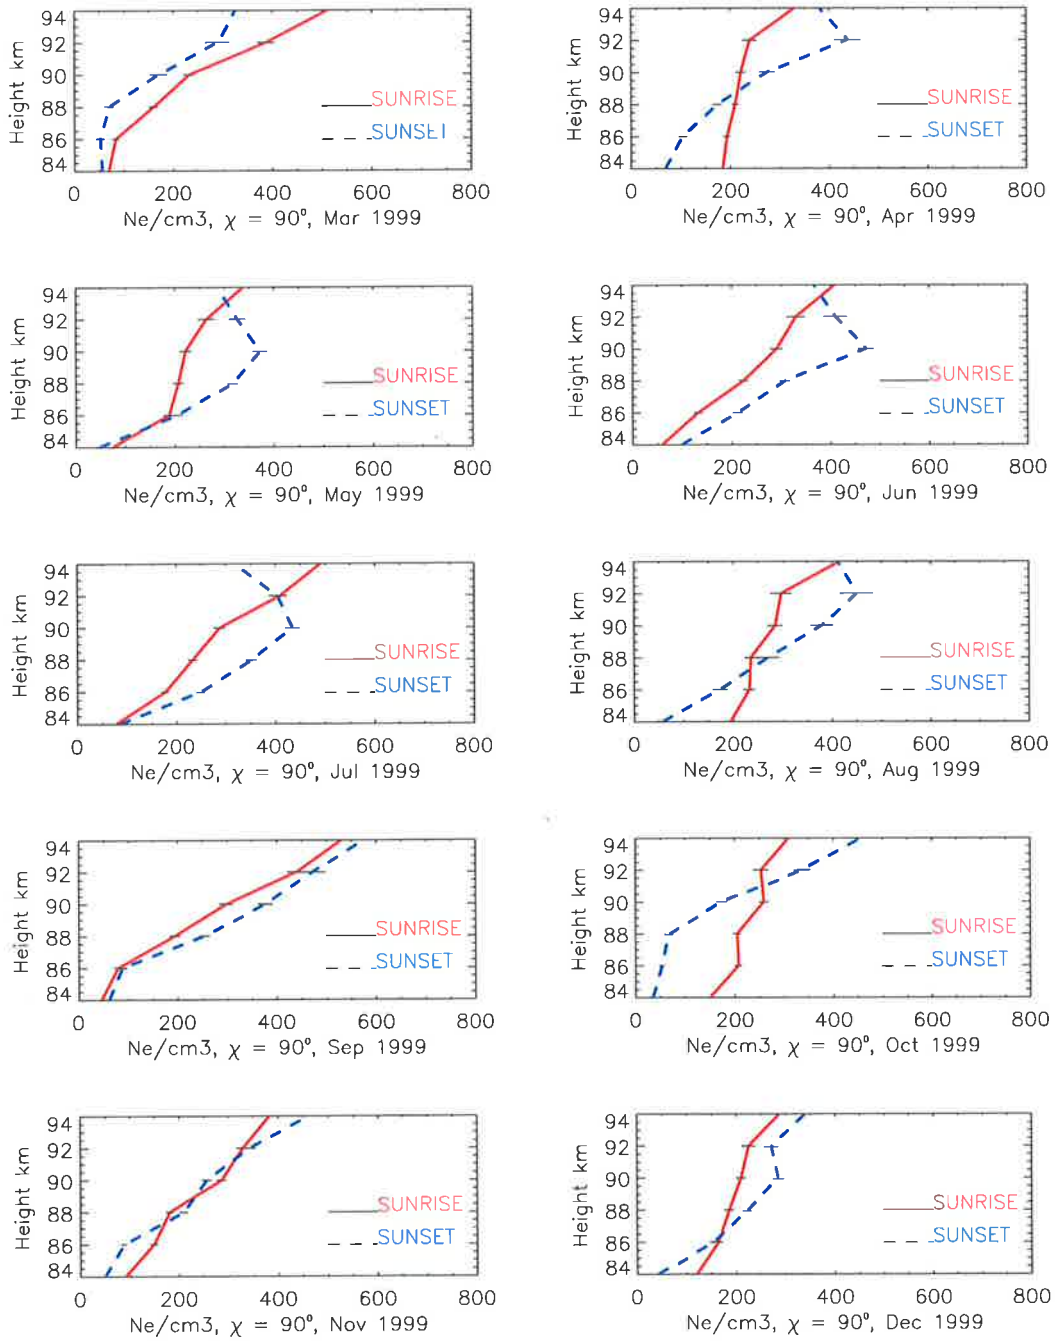 94
92
90
88
86
84
Height km
SUNRISE
SUNSET
0 200 400 600 800
Ne/cm3, χ = 90⁰, Mar 1999
94
92
90
88
86
84
Height km
SUNRISE
SUNSET
0 200 400 600 800
Ne/cm3, χ = 90⁰, Apr 1999
94
92
90
88
86
84
Height km
SUNRISE
SUNSET
0 200 400 600 800
Ne/cm3, χ = 90⁰, May 1999
94
92
90
88
86
84
Height km
SUNRISE
SUNSET
0 200 400 600 800
Ne/cm3, χ = 90⁰, Jun 1999
94
92
90
88
86
84
Height km
SUNRISE
SUNSET
0 200 400 600 800
Ne/cm3, χ = 90⁰, Jul 1999
94
92
90
88
86
84
Height km
SUNRISE
SUNSET
0 200 400 600 800
Ne/cm3, χ = 90⁰, Aug 1999
94
92
90
88
86
84
Height km
SUNRISE
SUNSET
0 200 400 600 800
Ne/cm3, χ = 90⁰, Sep 1999
94
92
90
88
86
84
Height km
SUNRISE
SUNSET
0 200 400 600 800
Ne/cm3, χ = 90⁰, Oct 1999
94
92
90
88
86
84
Height km
SUNRISE
SUNSET
0 200 400 600 800
Ne/cm3, χ = 90⁰, Nov 1999
94
92
90
88
86
84
Height km
SUNRISE
SUNSET
0 200 400 600 800
Ne/cm3, χ = 90⁰, Dec 1999